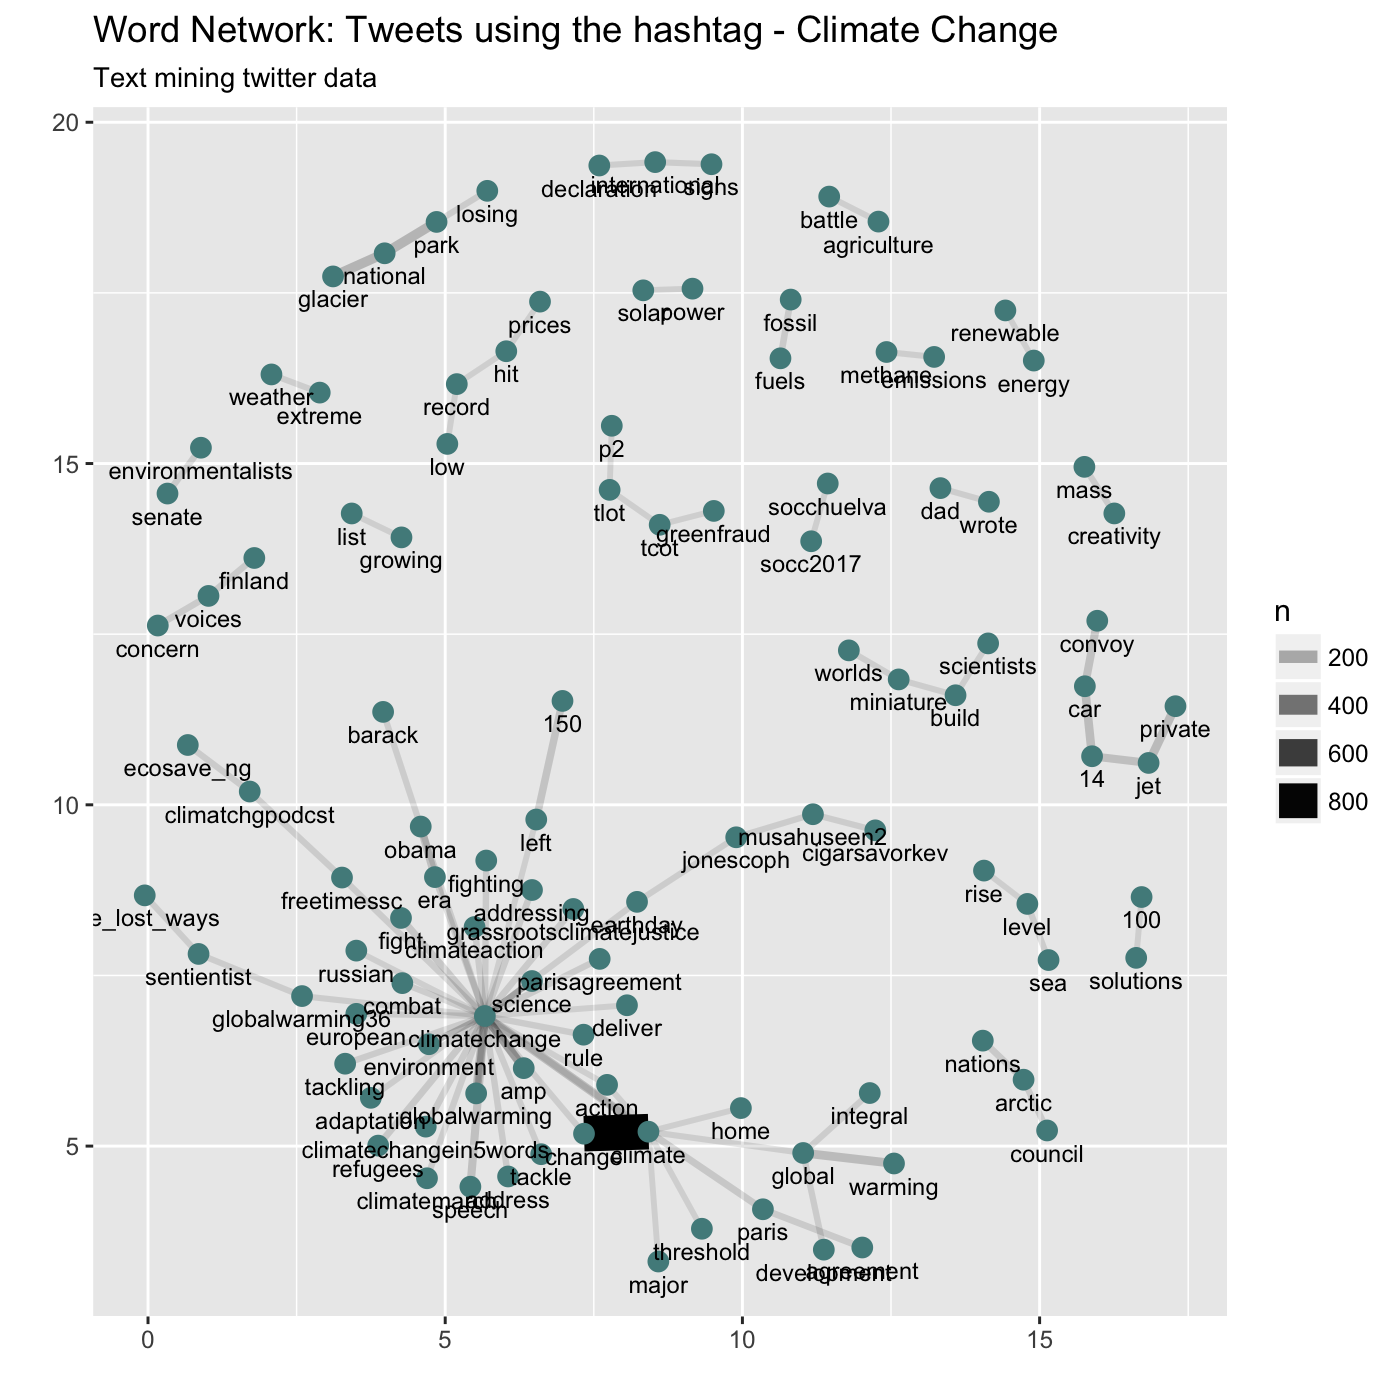 Word Network: Tweets using the hashtag - Climate Change
Text mining twitter data
20
declaration
international
signs
losing
battle
park
agriculture
national
glacier
solar
power
prices
fossil
renewable
hit
methane
emissions
fuels
energy
weather
extreme
record
low
p2
15
environmentalists
senate
mass
socchuelva
dad
wrote
tlot
greenfraud
tcot
list
growing
creativity
socc2017
finland
voices
concern
n
200
400
600
800
convoy
worlds
scientists
miniature
build
car
private
14
jet
150
barack
ecosave_ng
climatchgpodcst
10
left
obama
musahuseen2
cigarsavorkev
jonescoph
fighting
era
freetimessc
addressing
earthday
rise
e_lost_ways
100
level
grassrootsclimatejustice
fight
climateaction
russian
sentientist
parisagreement
sea
solutions
science
combat
globalwarming36
deliver
european
climatechange
rule
environment
nations
tackling
amp
action
arctic
adaptation
globalwarming
integral
home
5
climatechangein5words
change
climate
council
refugees
tackle
global
warming
climatemarch
address
speech
paris
threshold
development
agreement
major
0
5
10
15